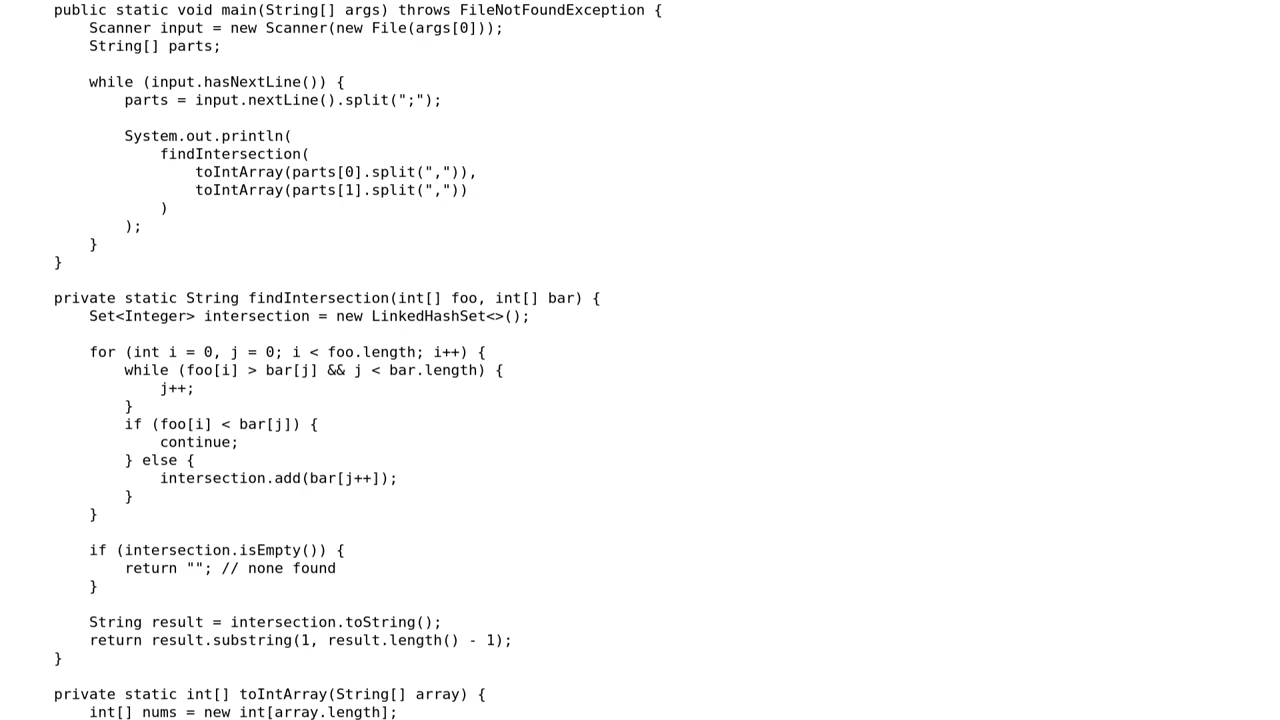 public static void main(String[] args) throws FileNotFoundException {
    Scanner input = new Scanner(new File(args[0]));
    String[] parts;

    while (input.hasNextLine()) {
        parts = input.nextLine().split(";");

        System.out.println(
            findIntersection(
                toIntArray(parts[0].split(",")),
                toIntArray(parts[1].split(","))
            )
        );
    }
}

private static String findIntersection(int[] foo, int[] bar) {
    Set<Integer> intersection = new LinkedHashSet<>();

    for (int i = 0, j = 0; i < foo.length; i++) {
        while (foo[i] > bar[j] && j < bar.length) {
            j++;
        }
        if (foo[i] < bar[j]) {
            continue;
        } else {
            intersection.add(bar[j++]);
        }
    }

    if (intersection.isEmpty()) {
        return ""; // none found
    }

    String result = intersection.toString();
    return result.substring(1, result.length() - 1);
}

private static int[] toIntArray(String[] array) {
    int[] nums = new int[array.length];